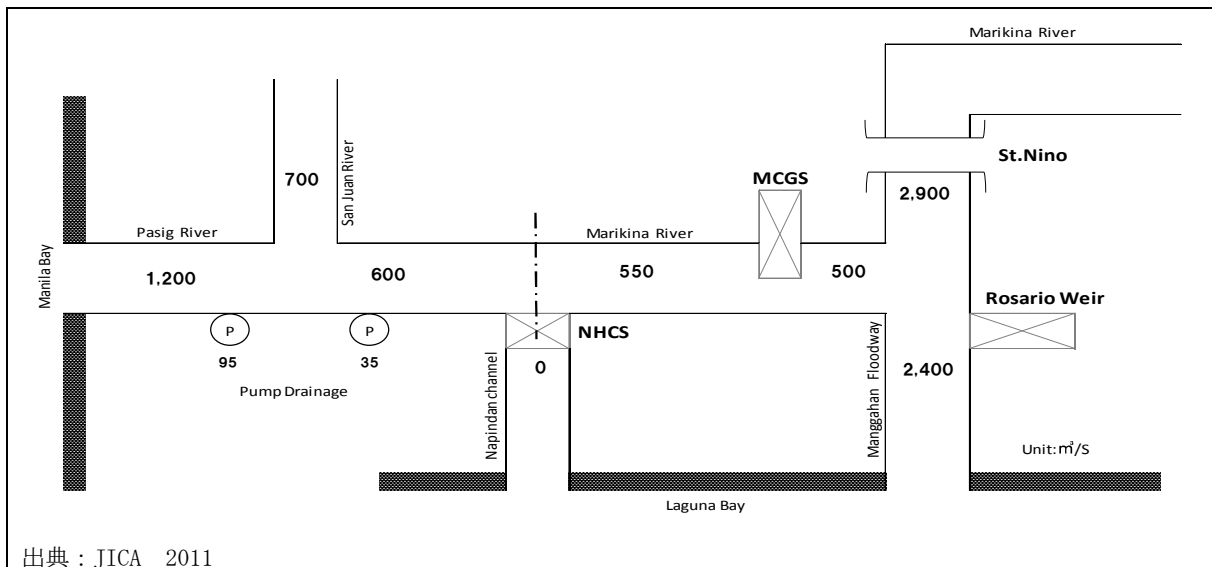 Marikina River
St.Nino
2,900
MCGS
700
San Juan River
Pasig River
Marikina River
Manila Bay
1,200
600
550
500
Rosario Weir
P
P
NHCS
95
35
0
2,400
Pump Drainage
Napindan channel
Manggahan Floodway
Unit:㎥/S
Laguna Bay
出典：JICA 2011